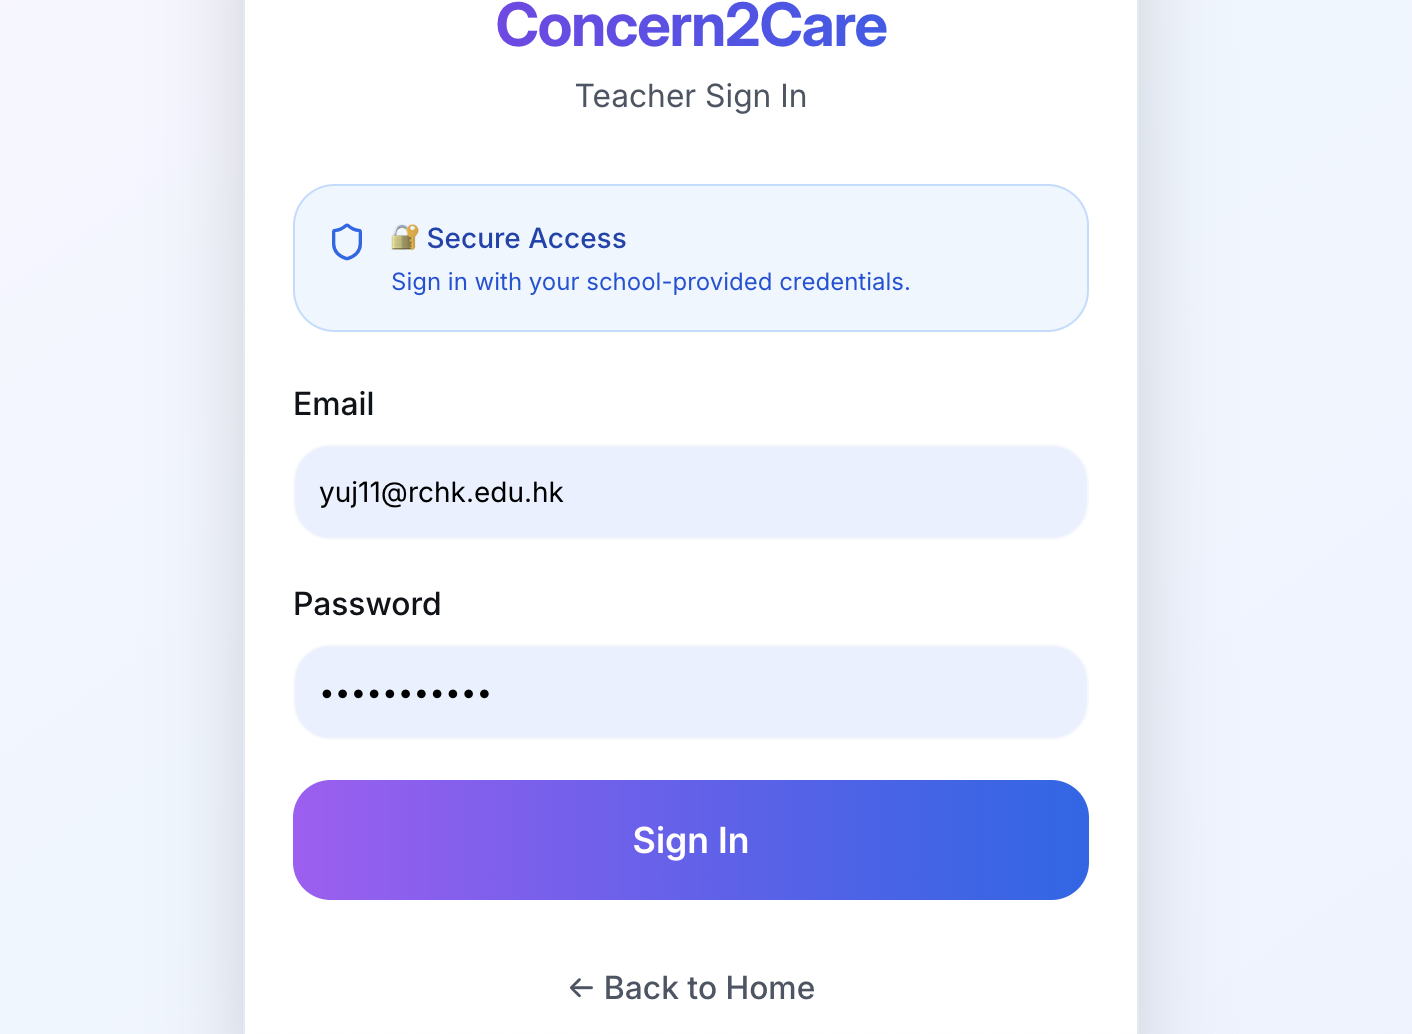 Concern2Care
Teacher Sign In
🔐 Secure Access
Sign in with your school-provided credentials.
Email
yuj11@rchk.edu.hk
Password
•••••••••••
Sign In
← Back to Home